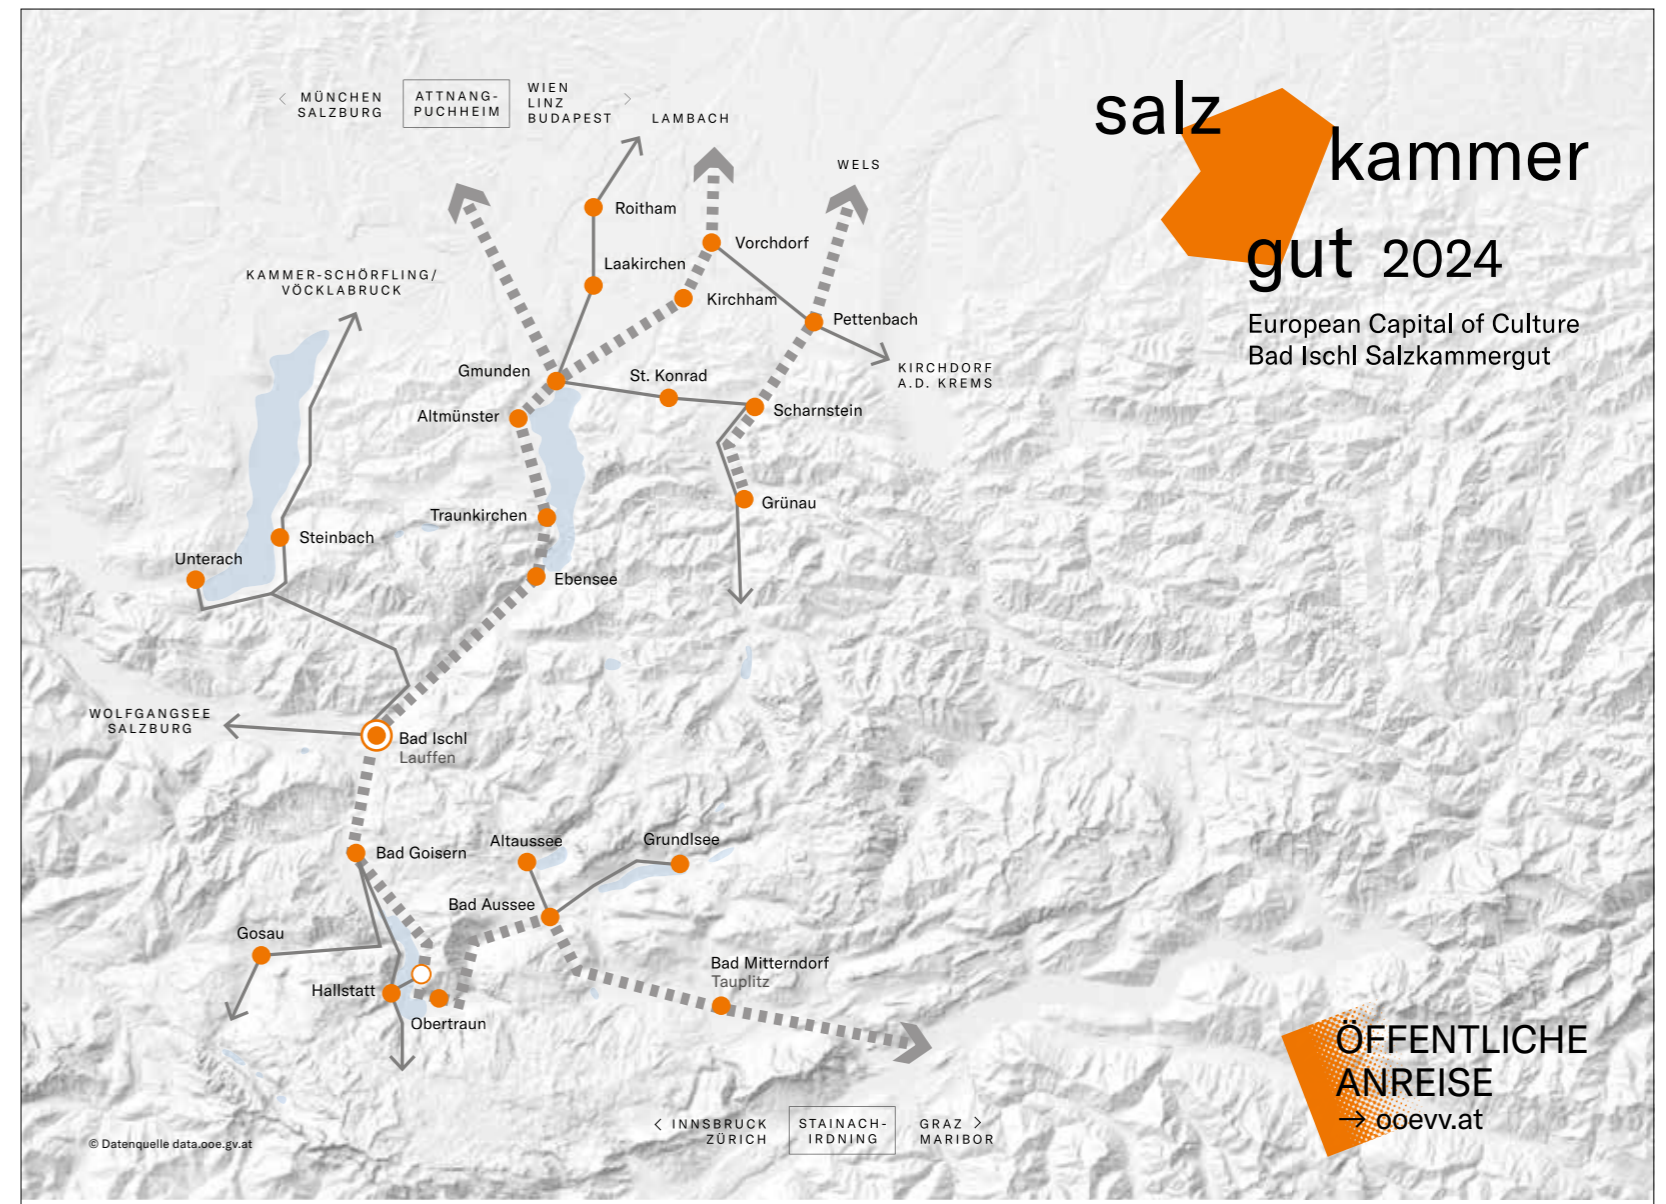 salz
kammer
gut 2024
European Capital of Culture
Bad Ischl Salzkammergut
< MÜNCHEN
SALZBURG
ATTNANG-
PUCHHEIM
WIEN
LINZ >
BUDAPEST
LAMBACH
WELS
Roitham
Vorchdorf
Laakirchen
KAMMER-SCHÖRFLING/
VÖCKLABRUCK
Kirchham
Pettenbach
KIRCHDORF
A.D. KREMS
Gmunden
St. Konrad
Altmünster
Scharnstein
Grünau
Traunkirchen
Steinbach
Unterach
Ebensee
WOLFGANGSEE
SALZBURG
Bad Ischl
Lauffen
Bad Goisern
Altaussee
Grundlsee
Bad Aussee
Gosau
Hallstatt
Bad Mitterndorf
Tauplitz
Obertraun
ÖFFENTLICHE
ANREISE
→ ooevv.at
< INNSBRUCK
ZÜRICH
STAINACH-
IRDNING
GRAZ >
MARIBOR
© Datenquelle data.ooe.gv.at